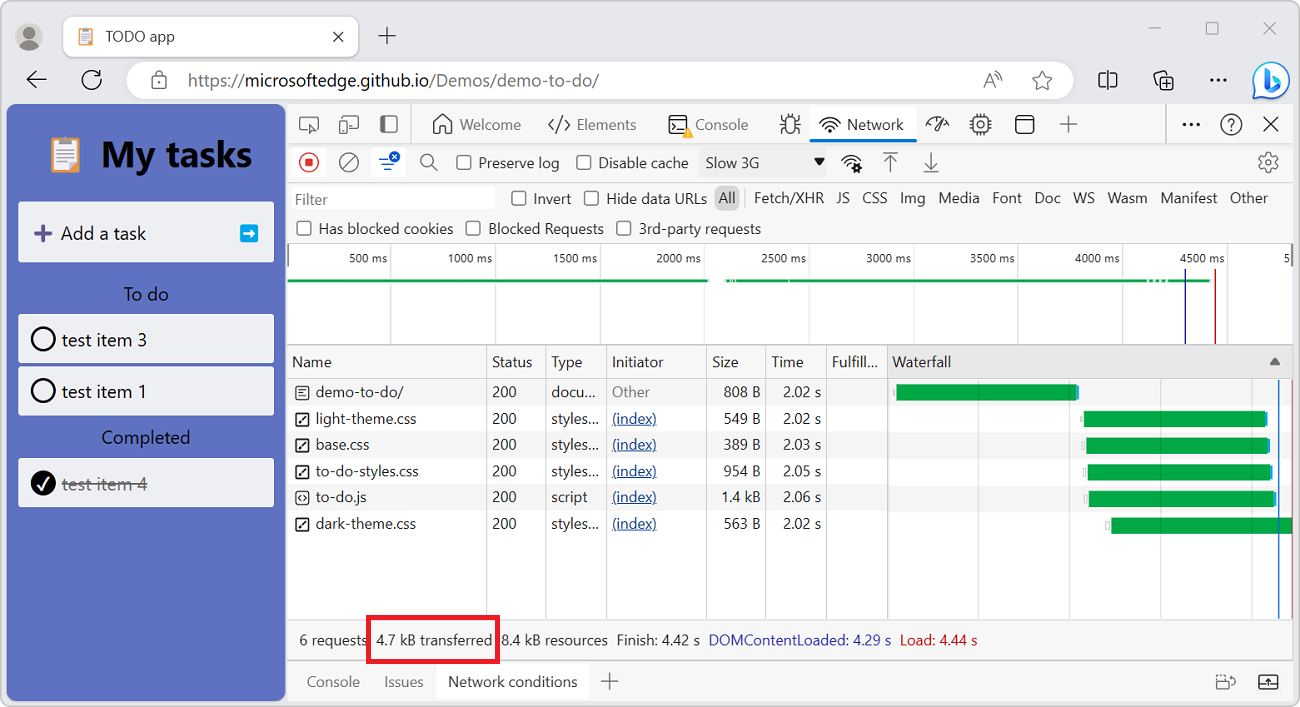 TODO app
https://microsoftedge.github.io/Demos/demo-to-do/
My tasks
Add a task
To do
test item 3
test item 1
Completed
test item 4
Welcome Elements Console Network
Preserve log Disable cache Slow 3G
Filter Invert Hide data URLs All Fetch/XHR JS CSS Img Media Font Doc WS Wasm Manifest Other
Has blocked cookies Blocked Requests 3rd-party requests
500 ms 1000 ms 1500 ms 2000 ms 2500 ms 3000 ms 3500 ms 4000 ms 4500 ms 5
Name Status Type Initiator Size Time Fulfill... Waterfall
demo-to-do/ 200 docu... Other 808 B 2.02 s
light-theme.css 200 styles... (index) 549 B 2.02 s
base.css 200 styles... (index) 389 B 2.03 s
to-do-styles.css 200 styles... (index) 954 B 2.05 s
to-do.js 200 script (index) 1.4 kB 2.06 s
dark-theme.css 200 styles... (index) 563 B 2.02 s
6 requests 4.7 kB transferred 8.4 kB resources Finish: 4.42 s DOMContentLoaded: 4.29 s Load: 4.44 s
Console Issues Network conditions